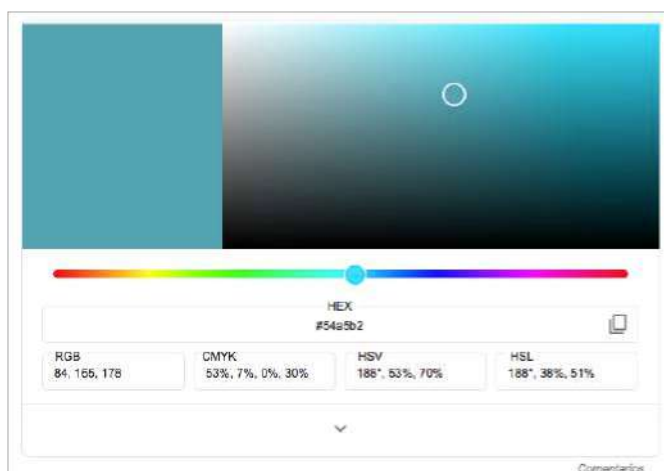 HEX
#54a5b2
RGB
84, 165, 178
CMYK
53%, 7%, 0%, 30%
HSV
188°, 53%, 70%
HSL
188°, 38%, 51%
Comentarios